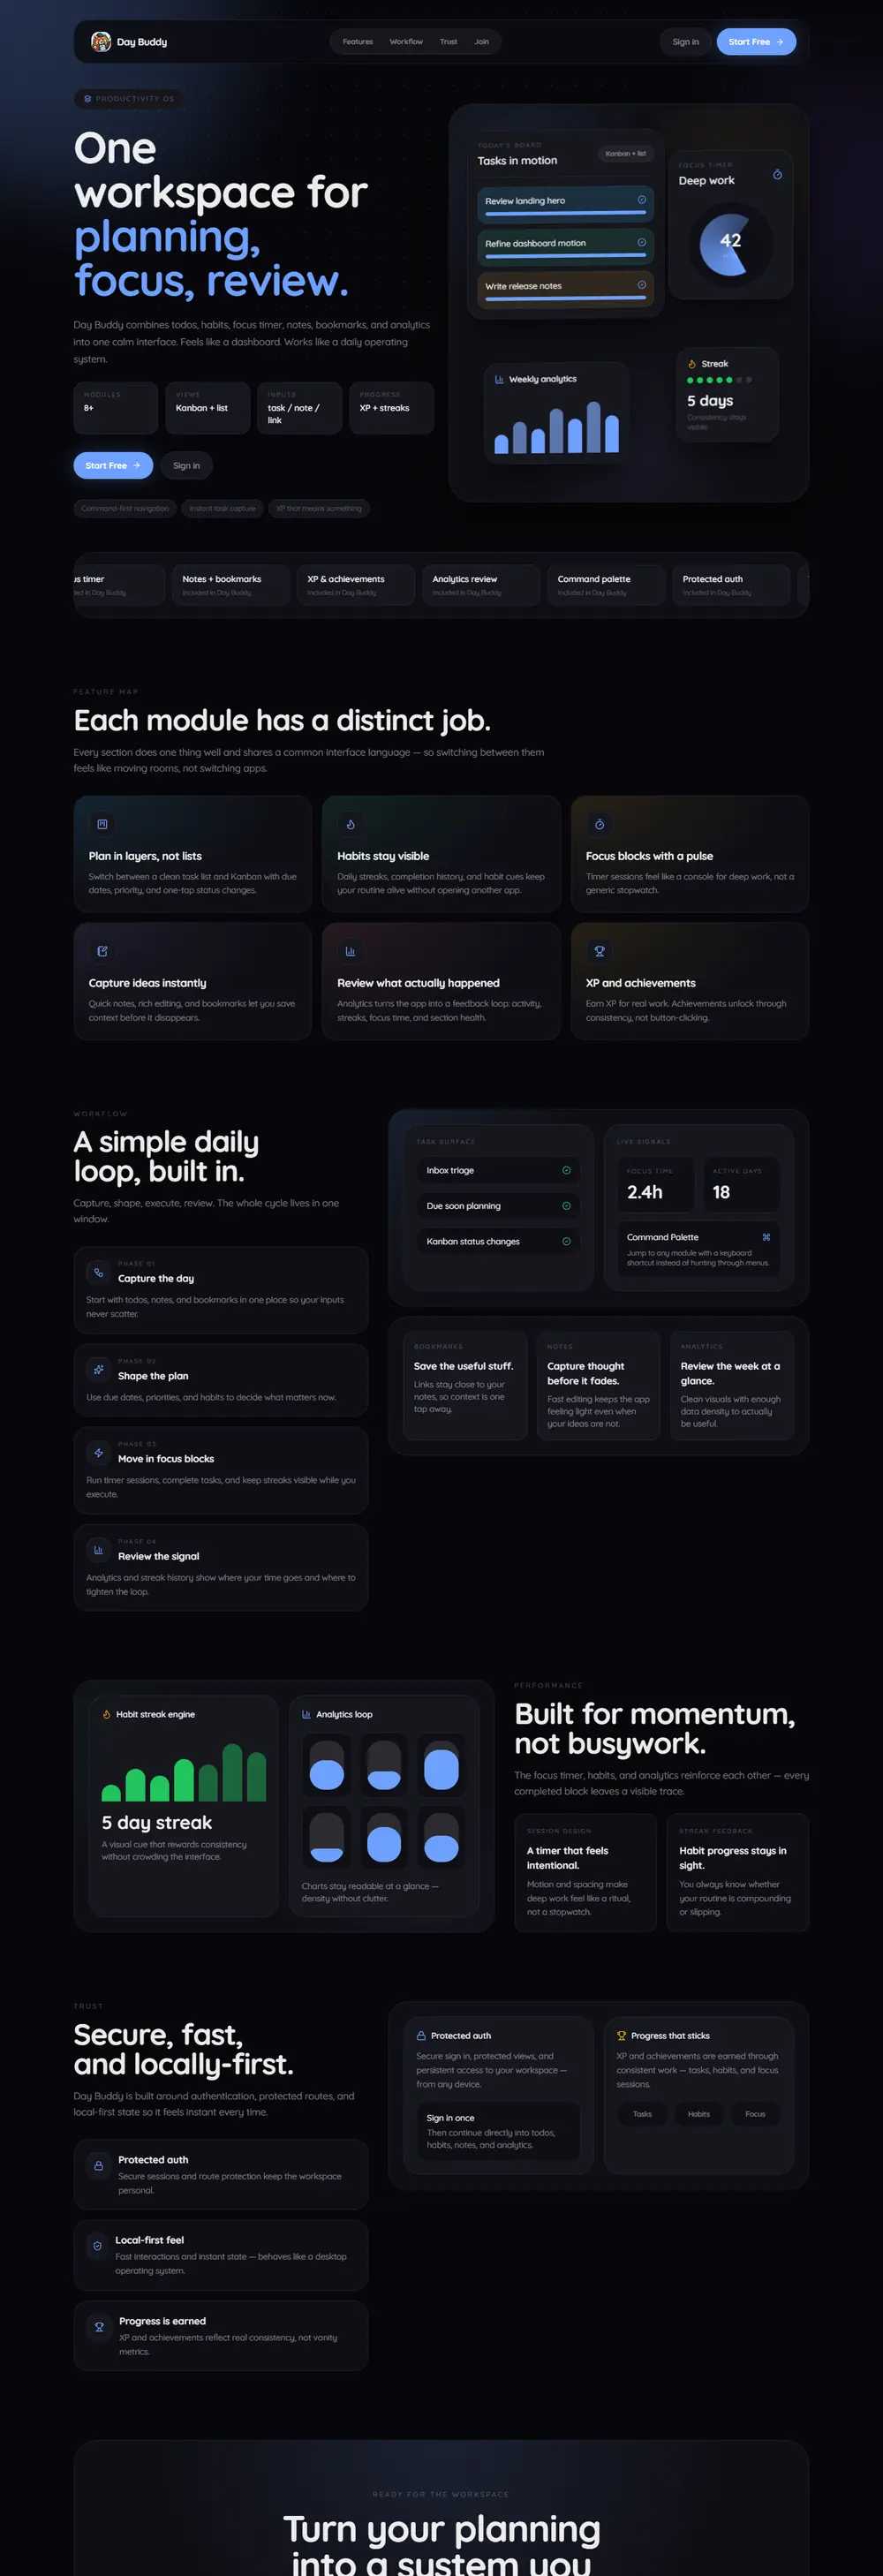 Day Buddy
Features
Workflow
Trust
Join
Sign in
Start Free
PRODUCTIVITY OS
One
workspace for
planning,
focus, review.
Day Buddy combines todos, habits, focus timer, notes, bookmarks, and analytics
into one calm interface. Feels like a dashboard. Works like a daily operating
system.
MODULES
8+
VIEWS
Kanban + list
INPUTS
task / note /
link
PROGRESS
XP + streaks
Start Free
Sign in
Command-first navigation
Instant task capture
XP that means something
TODAY'S BOARD
Tasks in motion
Kanban + list
Review landing hero
Refine dashboard motion
Write release notes
FOCUS TIMER
Deep work
42
Weekly analytics
Streak
5 days
Consistency stays
visible.
us timer
ed in Day Buddy
Notes + bookmarks
Included in Day Buddy
XP & achievements
Included in Day Buddy
Analytics review
Included in Day Buddy
Command palette
Included in Day Buddy
Protected auth
Included in Day Buddy
FEATURE MAP
Each module has a distinct job.
Every section does one thing well and shares a common interface language — so switching between them
feels like moving rooms, not switching apps.
Plan in layers, not lists
Switch between a clean task list and Kanban with due
dates, priority, and one-tap status changes.
Habits stay visible
Daily streaks, completion history, and habit cues keep
your routine alive without opening another app.
Focus blocks with a pulse
Timer sessions feel like a console for deep work, not a
generic stopwatch.
Capture ideas instantly
Quick notes, rich editing, and bookmarks let you save
context before it disappears.
Review what actually happened
Analytics turns the app into a feedback loop: activity,
streaks, focus time, and section health.
XP and achievements
Earn XP for real work. Achievements unlock through
consistency, not button-clicking.
WORKFLOW
A simple daily
loop, built in.
Capture, shape, execute, review. The whole cycle lives in one
window.
PHASE 01
Capture the day
Start with todos, notes, and bookmarks in one place so your inputs
never scatter.
PHASE 02
Shape the plan
Use due dates, priorities, and habits to decide what matters now.
PHASE 03
Move in focus blocks
Run timer sessions, complete tasks, and keep streaks visible while you
execute.
PHASE 04
Review the signal
Analytics and streak history show where your time goes and where to
tighten the loop.
TASK SURFACE
Inbox triage
Due soon planning
Kanban status changes
LIVE SIGNALS
FOCUS TIME
2.4h
ACTIVE DAYS
18
Command Palette
Jump to any module with a keyboard
shortcut instead of hunting through menus.
BOOKMARKS
Save the useful stuff.
Links stay close to your
notes, so context is one
tap away.
NOTES
Capture thought
before it fades.
Fast editing keeps the app
feeling light even when
your ideas are not.
ANALYTICS
Review the week at a
glance.
Clean visuals with enough
data density to actually
be useful.
Habit streak engine
5 day streak
A visual cue that rewards consistency
without crowding the interface.
Analytics loop
Charts stay readable at a glance —
density without clutter.
PERFORMANCE
Built for momentum,
not busywork.
The focus timer, habits, and analytics reinforce each other — every
completed block leaves a visible trace.
SESSION DESIGN
A timer that feels
intentional.
Motion and spacing make
deep work feel like a ritual,
not a stopwatch.
STREAK FEEDBACK
Habit progress stays in
sight.
You always know whether
your routine is compounding
or slipping.
TRUST
Secure, fast,
and locally-first.
Day Buddy is built around authentication, protected routes, and
local-first state so it feels instant every time.
Protected auth
Secure sessions and route protection keep the workspace
personal.
Local-first feel
Fast interactions and instant state — behaves like a desktop
operating system.
Progress is earned
XP and achievements reflect real consistency, not vanity
metrics.
Protected auth
Secure sign in, protected views, and
persistent access to your workspace —
from any device.
Sign in once
Then continue directly into todos,
habits, notes, and analytics.
Progress that sticks
XP and achievements are earned through
consistent work — tasks, habits, and focus
sessions.
Tasks
Habits
Focus
READY FOR THE WORKSPACE
Turn your planning
into a system you